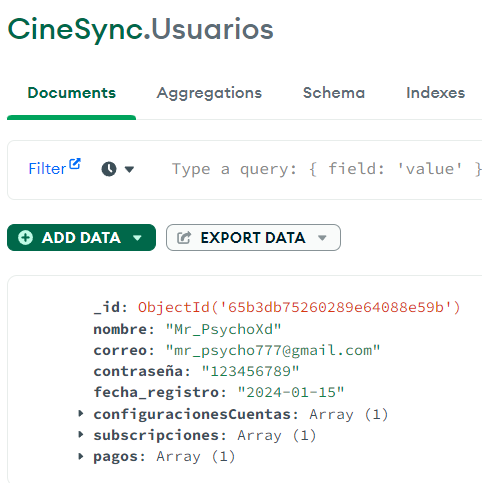 CineSync.Usuarios
Documents Aggregations Schema Indexes
Filter Type a query: { field: 'value' }
ADD DATA EXPORT DATA
_id: ObjectId('65b3db75260289e64088e59b')
nombre: "Mr_PsychoXd"
correo: "mr_psycho777@gmail.com"
contraseña: "123456789"
fecha_registro: "2024-01-15"
configuracionesCuentas: Array (1)
subscripciones: Array (1)
pagos: Array (1)